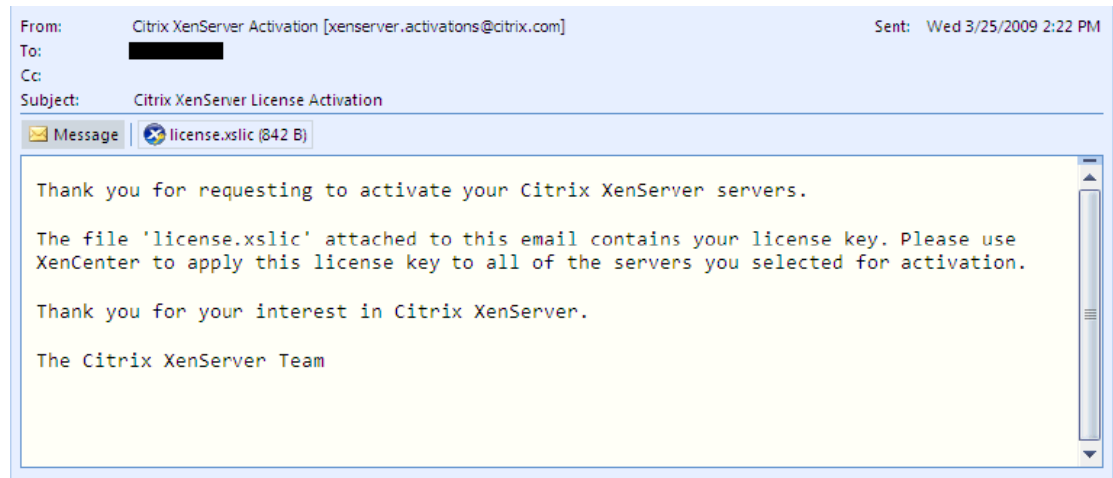 From: Citrix XenServer Activation [xenserver.activations@citrix.com] Sent: Wed 3/25/2009 2:22 PM
To:
Cc:
Subject: Citrix XenServer License Activation
Message license.xslic (842 B)
Thank you for requesting to activate your Citrix XenServer servers.
The file 'license.xslic' attached to this email contains your license key. Please use
XenCenter to apply this license key to all of the servers you selected for activation.
Thank you for your interest in Citrix XenServer.
The Citrix XenServer Team